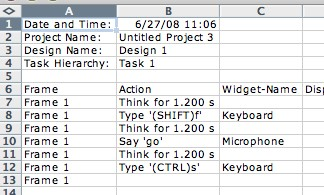 A B C
1 Date and Time: 6/27/08 11:06
2 Project Name: Untitled Project 3
3 Design Name: Design 1
4 Task Hierarchy: Task 1
5
6 Frame Action Widget-Name Disp
7 Frame 1 Think for 1.200 s
8 Frame 1 Type '(SHIFT)f' Keyboard
9 Frame 1 Think for 1.200 s
10 Frame 1 Say 'go' Microphone
11 Frame 1 Think for 1.200 s
12 Frame 1 Type '(CTRL)s' Keyboard
13 Frame 1